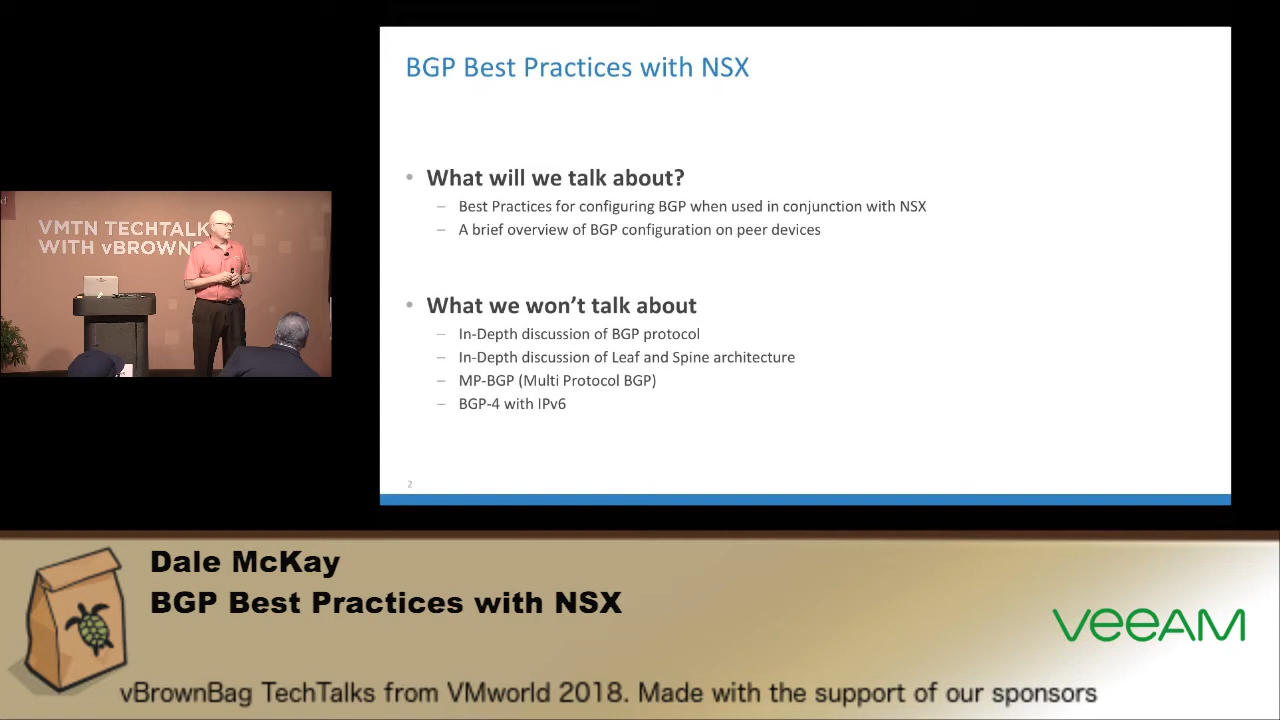 BGP Best Practices with NSX
• What will we talk about?
– Best Practices for configuring BGP when used in conjunction with NSX
– A brief overview of BGP configuration on peer devices
• What we won’t talk about
– In-Depth discussion of BGP protocol
– In-Depth discussion of Leaf and Spine architecture
– MP-BGP (Multi Protocol BGP)
– BGP-4 with IPv6
2
VMTN TECHTALK
WITH vBROWN
Dale McKay
BGP Best Practices with NSX
veeAM
vBrownBag TechTalks from VMworld 2018. Made with the support of our sponsors